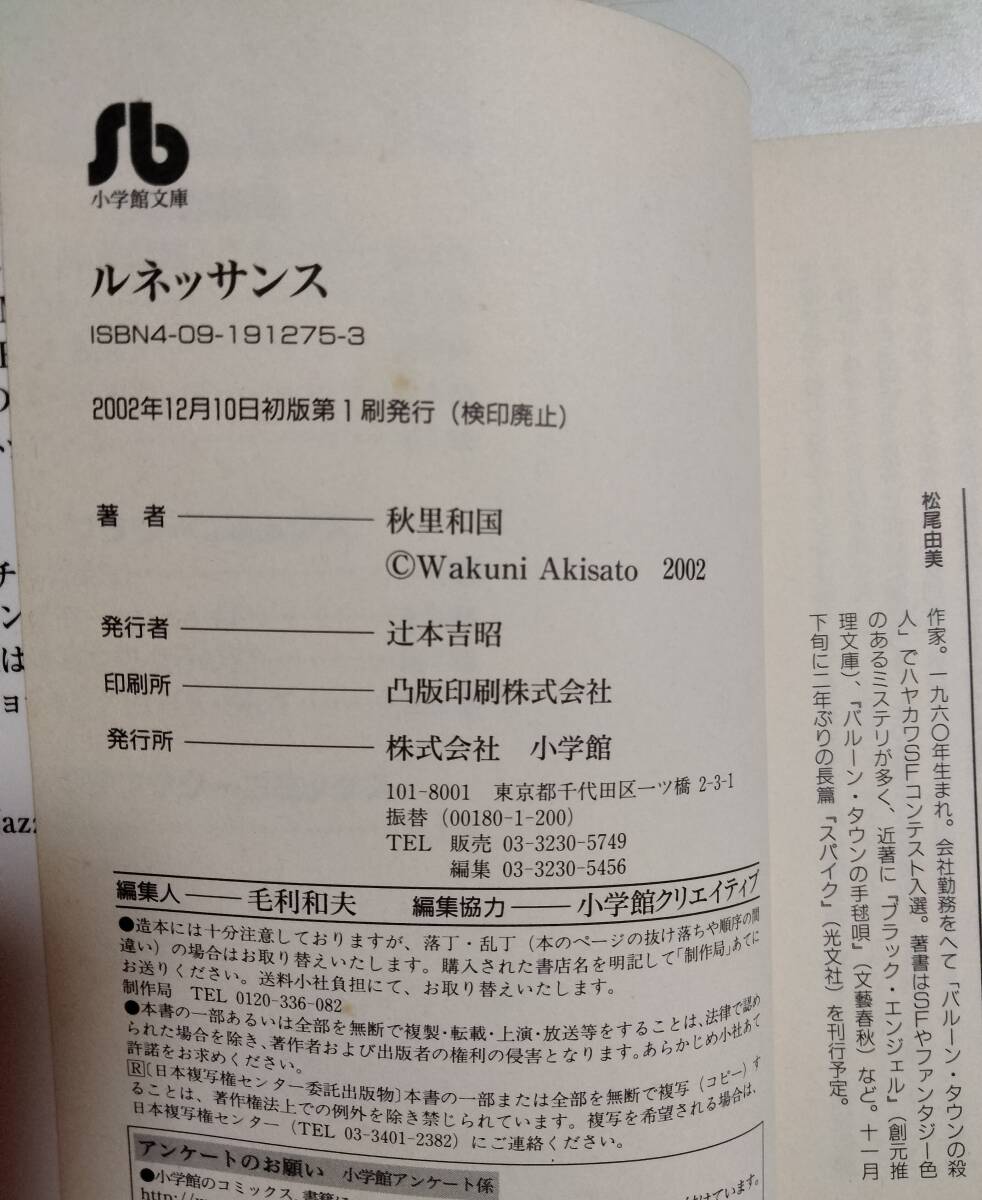 小学館文庫
ルネッサンス
ISBN4-09-191275-3
2002年12月10日初版第1刷発行（検印廃止）
著 者 ──── 秋里和国
©Wakuni Akisato 2002
発行者 ──── 辻本吉昭
印刷所 ──── 凸版印刷株式会社
発行所 ──── 株式会社 小学館
101-8001 東京都千代田区一ツ橋 2-3-1
振替（00180-1-200）
TEL 販売 03-3230-5749
編集 03-3230-5456
編集人──毛利和夫 編集協力──小学館クリエイティブ
●造本には十分注意しておりますが、落丁・乱丁（本のページの抜け落ちや順序の間
違い）の場合はお取り替えいたします。購入された書店名を明記して「制作局」あてに
お送りください。送料小社負担にて、お取り替えいたします。
制作局 TEL 0120-336-082
●本書の一部あるいは全部を無断で複製・転載・上演・放送等をすることは、法律で認め
られた場合を除き、著作者および出版者の権利の侵害となります。あらかじめ小社あて
許諾をお求めください。
Ⓡ〔日本複写権センター委託出版物〕本書の一部または全部を無断で複写（コピー）す
ることは、著作権法上での例外を除き禁じられています。複写を希望される場合は、
日本複写権センター（TEL 03-3401-2382）にご連絡ください。
アンケートのお願い 小学館アンケート係
●小学館のコミックス、書籍
http://
けています。
松尾由美
作家。一九六〇年生まれ。会社勤務をへて「バルーン・タウンの殺
人」でハヤカワSFコンテスト入選。著書はSFやファンタジー色
のあるミステリが多く、近著に『ブラック・エンジェル』（創元推
理文庫）、『バルーン・タウンの手毬唄』（文藝春秋）など。十一月
下旬に二年ぶりの長篇『スパイク』（光文社）を刊行予定。
チ
ン
は
ョ
azz